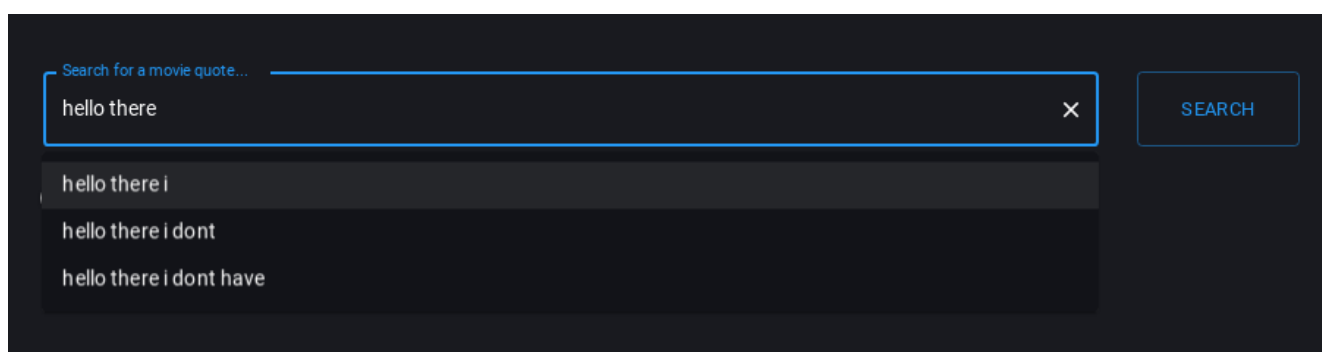 Search for a movie quote...
hello there
SEARCH
hello there i
hello there i dont
hello there i dont have